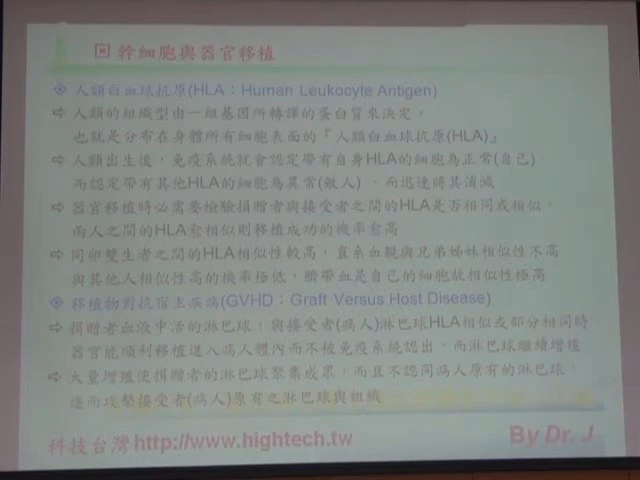 回 幹細胞與器官移植
◈ 人類白血球抗原(HLA：Human Leukocyte Antigen)
⇨ 人類的組織型由一組基因所轉譯的蛋白質來決定，
也就是分布在身體所有細胞表面的『人類白血球抗原(HLA)』
⇨ 人類出生後，免疫系統就會認定帶有自身HLA的細胞為正常(自己)
而認定帶有其他HLA的細胞為異常(敵人)，而迅速將其消滅
⇨ 器官移植時必需要檢驗捐贈者與接受者之間的HLA是否相同或相似，
兩人之間的HLA愈相似則移植成功的機率愈高
⇨ 同卵雙生者之間的HLA相似性較高，直系血親與兄弟姊妹相似性不高
與其他人相似性高的機率極低，臍帶血是自己的細胞故相似性極高
◈ 移植物對抗宿主疾病(GVHD：Graft Versus Host Disease)
⇨ 捐贈者血液中活的淋巴球，與接受者(病人)淋巴球HLA相似或部分相同時
器官能順利移植進入病人體內而不被免疫系統認出，而淋巴球繼續增殖
⇨ 大量增殖使捐贈者的淋巴球聚集成眾，而且不認同病人原有的淋巴球，
進而攻擊接受者(病人)原有之淋巴球與組織
科技台灣http://www.hightech.tw
By Dr. J